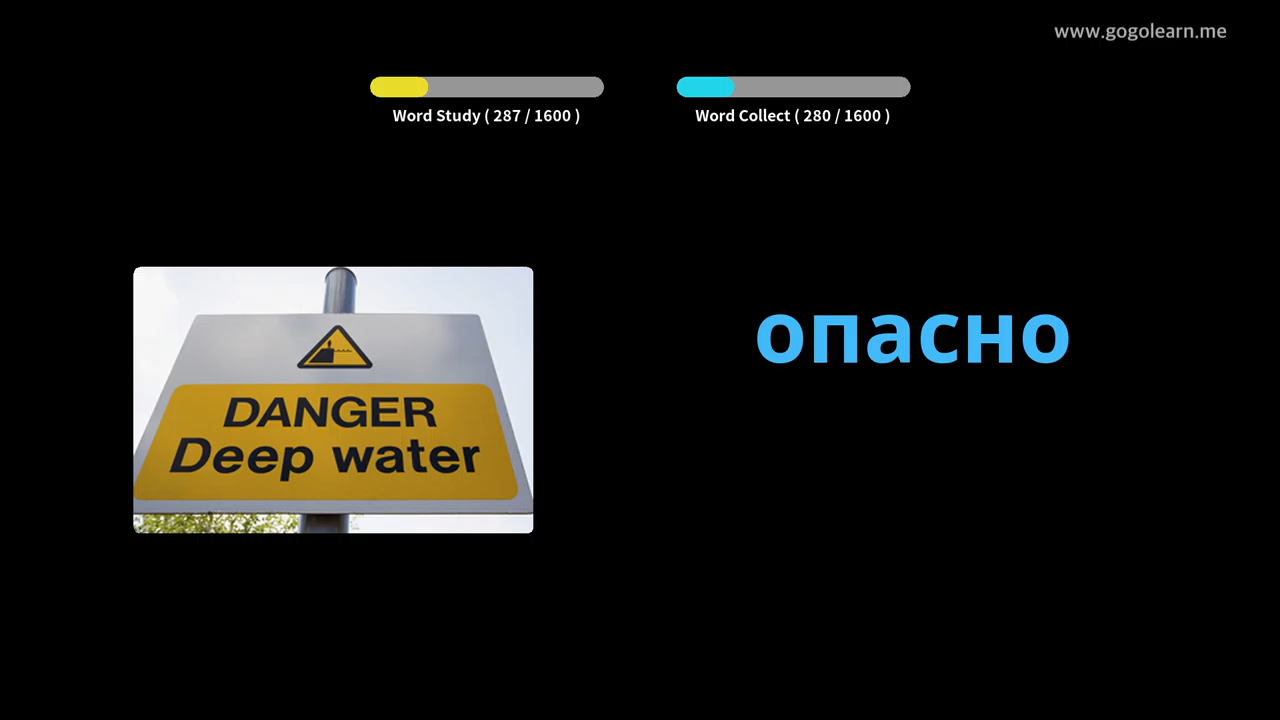 www.gogolearn.me
Word Study ( 287 / 1600 )
Word Collect ( 280 / 1600 )
DANGER
Deep water
опасно